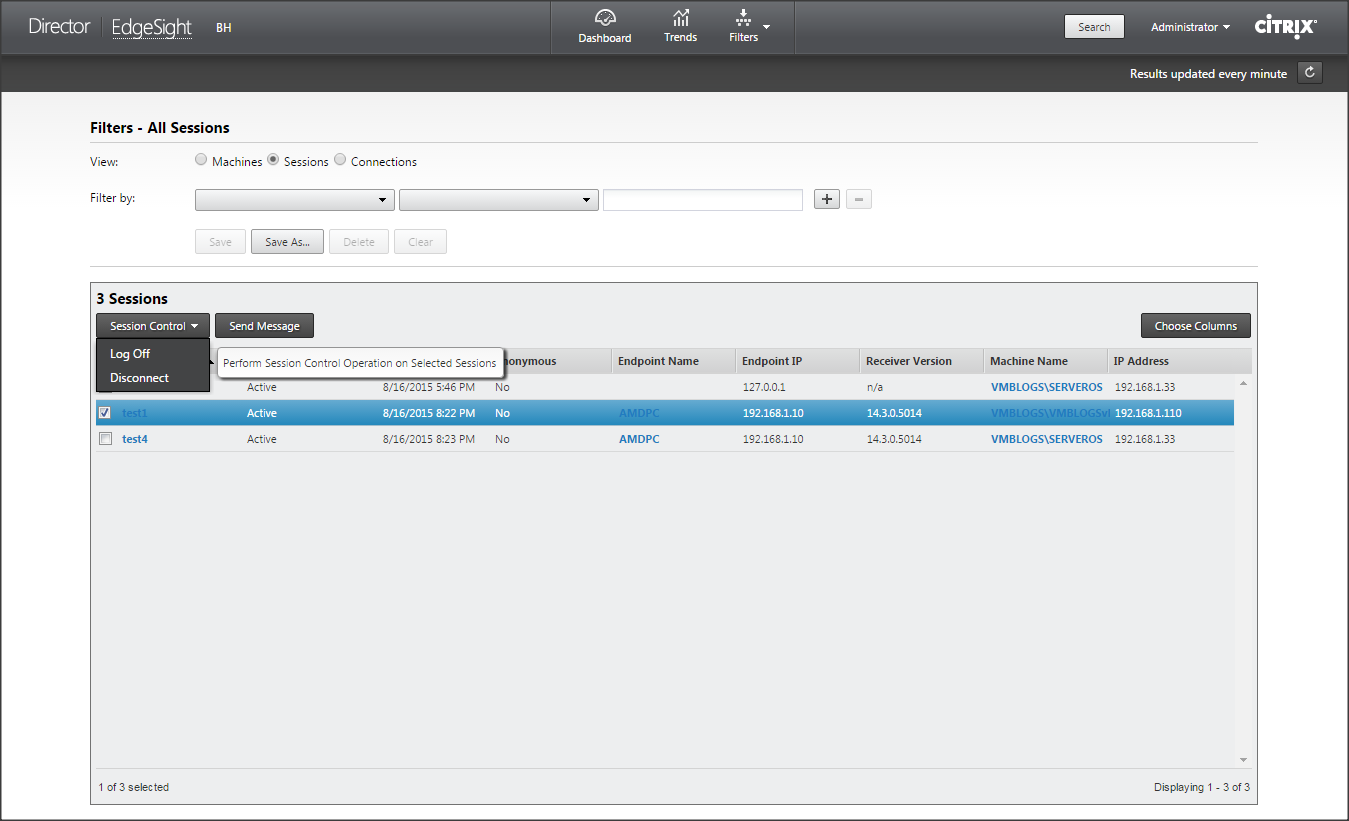 Director EdgeSight BH Dashboard Trends Filters Search Administrator CİTRIX
Results updated every minute
Filters - All Sessions
View: Machines Sessions Connections
Filter by:
Save Save As... Delete Clear
3 Sessions
Session Control Send Message Choose Columns
Log Off
Disconnect
Perform Session Control Operation on Selected Sessions
nonymous Endpoint Name Endpoint IP Receiver Version Machine Name IP Address
Active 8/16/2015 5:46 PM No 127.0.0.1 n/a VMBLOGS\SERVEROS 192.168.1.33
test1 Active 8/16/2015 8:22 PM No AMDPC 192.168.1.10 14.3.0.5014 VMBLOGS\VMBLOGSvI 192.168.1.110
test4 Active 8/16/2015 8:23 PM No AMDPC 192.168.1.10 14.3.0.5014 VMBLOGS\SERVEROS 192.168.1.33
1 of 3 selected Displaying 1 - 3 of 3